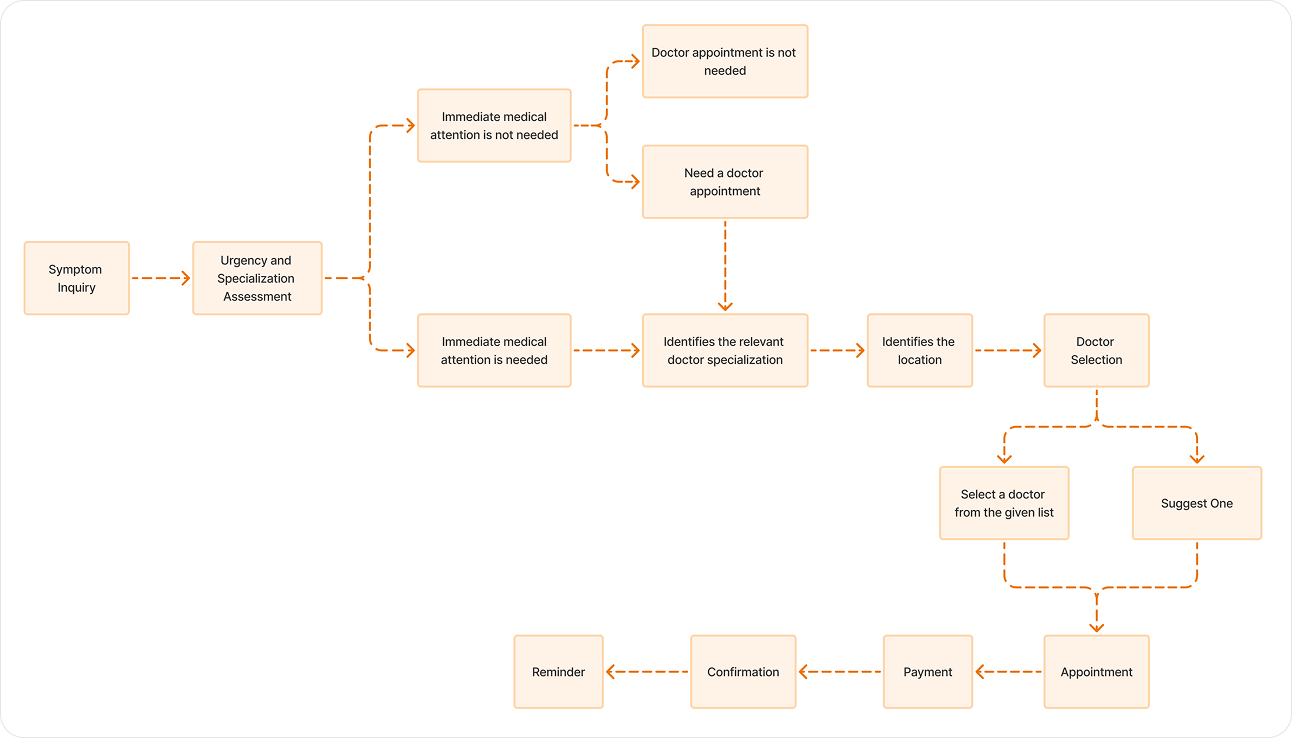 Doctor appointment is not
needed
Immediate medical
attention is not needed
Need a doctor
appointment
Symptom
Inquiry
Urgency and
Specialization
Assessment
Immediate medical
attention is needed
Identifies the relevant
doctor specialization
Identifies the
location
Doctor
Selection
Select a doctor
from the given list
Suggest One
Reminder
Confirmation
Payment
Appointment